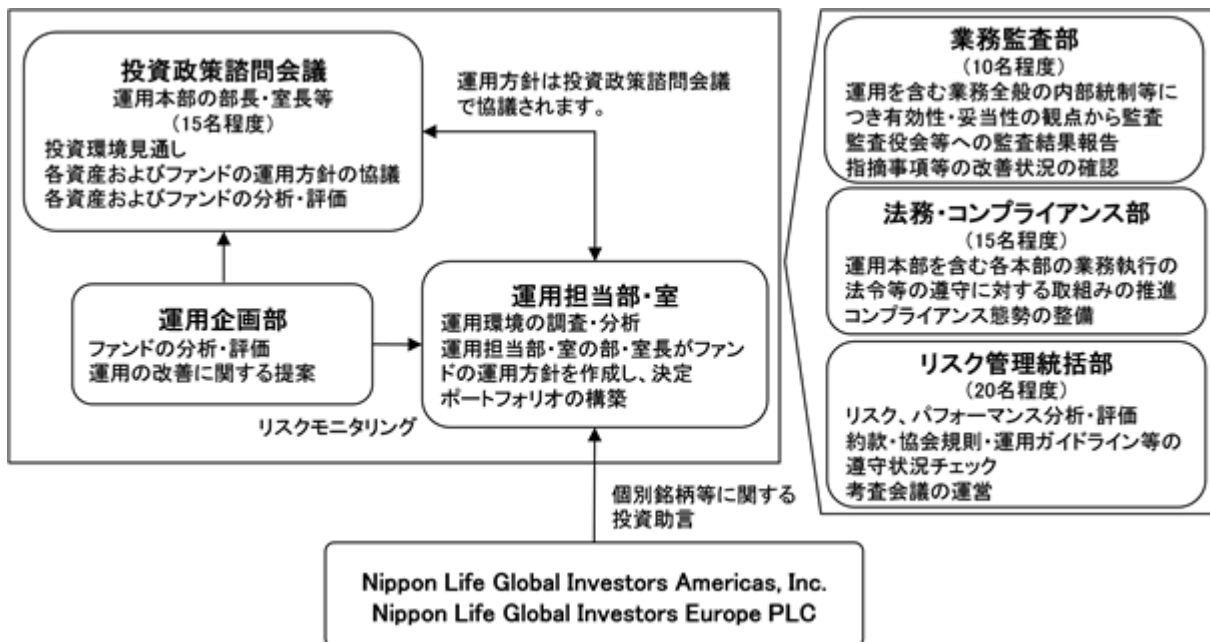 投資政策諮問会議
運用本部の部長・室長等
(15名程度)
投資環境見通し
各資産およびファンドの運用方針の協議
各資産およびファンドの分析・評価
運用方針は投資政策諮問会議
で協議されます。
運用企画部
ファンドの分析・評価
運用の改善に関する提案
リスクモニタリング
運用担当部・室
運用環境の調査・分析
運用担当部・室の部・室長がファン
ドの運用方針を作成し、決定
ポートフォリオの構築
個別銘柄等に関する
投資助言
Nippon Life Global Investors Americas, Inc.
Nippon Life Global Investors Europe PLC
業務監査部
(10名程度)
運用を含む業務全般の内部統制等に
つき有効性・妥当性の観点から監査
監査役会等への監査結果報告
指摘事項等の改善状況の確認
法務・コンプライアンス部
(15名程度)
運用本部を含む各本部の業務執行の
法令等の遵守に対する取組みの推進
コンプライアンス態勢の整備
リスク管理統括部
(20名程度)
リスク、パフォーマンス分析・評価
約款・協会規則・運用ガイドライン等の
遵守状況チェック
考査会議の運営